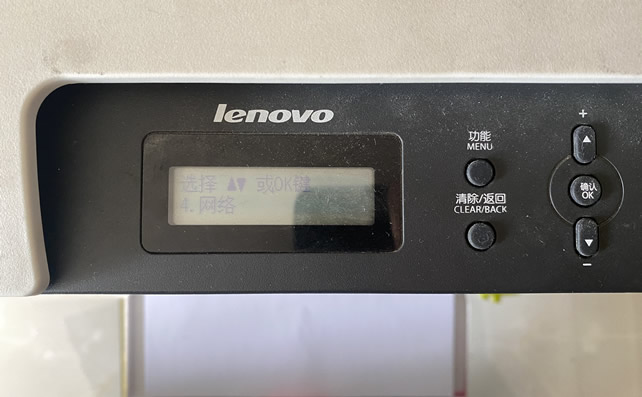 lenovo
选择 ▲▼ 或OK键
4.网络
功能
MENU
清除/返回
CLEAR/BACK
+
▲
确认
OK
▼
−